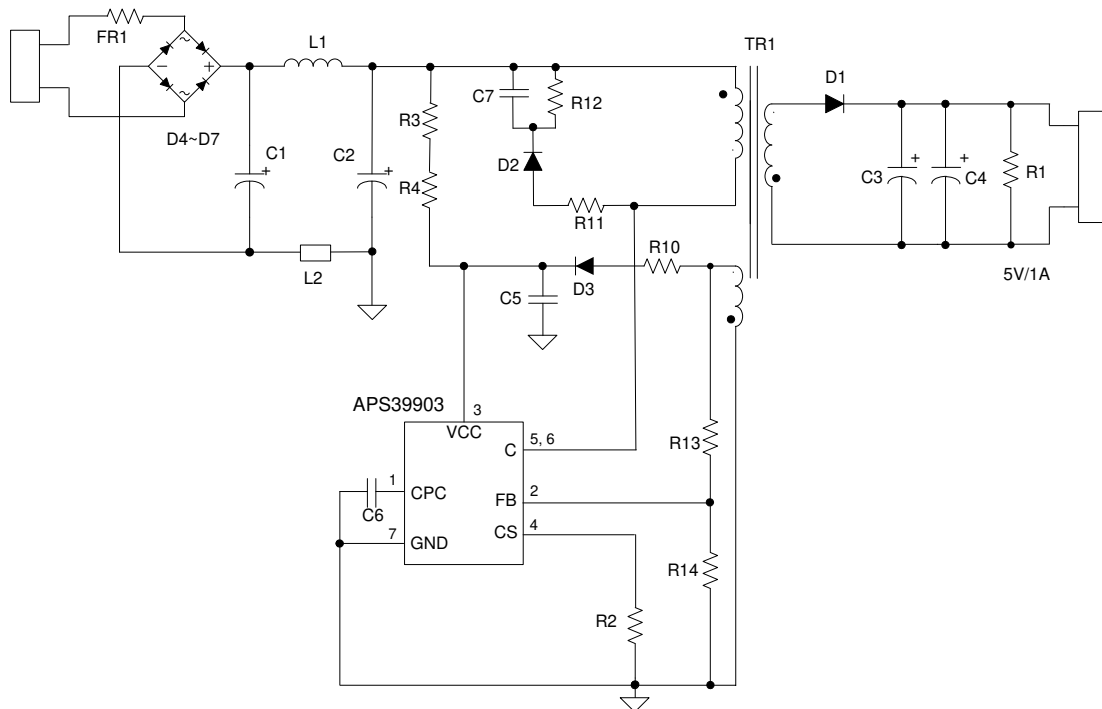 FR1
~
L1
TR1
−
+
~
D4~D7
C1
+
C2
+
R3
R4
C7
R12
D2
R11
D1
C3
+
C4
+
R1
L2
5V/1A
R10
C5
D3
APS39903
3
VCC
C
5, 6
R13
1
CPC
C6
FB
2
7
GND
CS
4
R14
R2